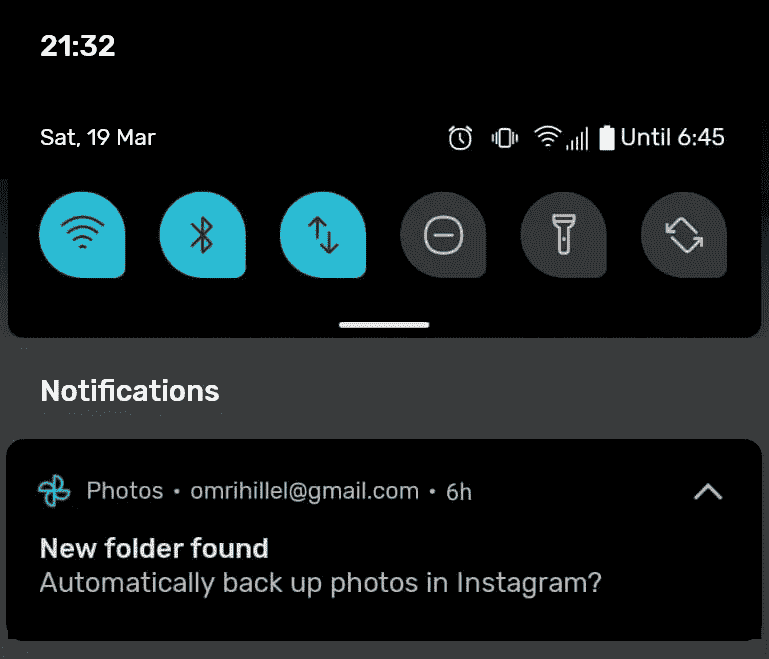 21:32
Sat, 19 Mar Until 6:45
Notifications
Photos • omrihillel@gmail.com • 6h
New folder found
Automatically back up photos in Instagram?